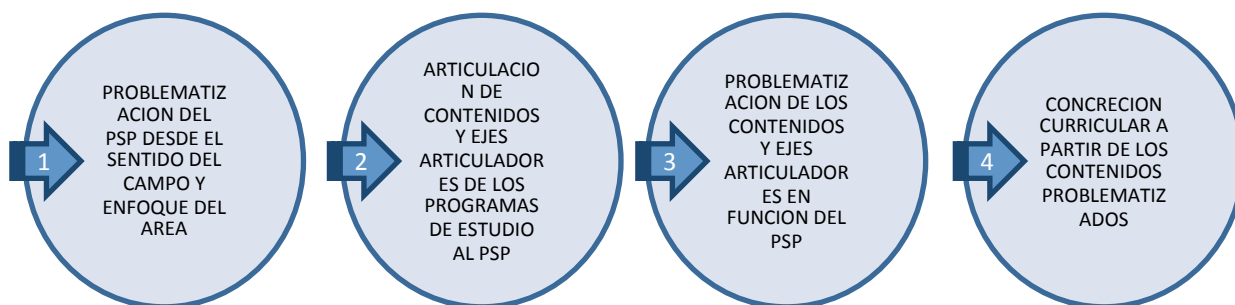 1
PROBLEMATIZ
ACION DEL
PSP DESDE EL
SENTIDO DEL
CAMPO Y
ENFOQUE DEL
AREA
2
ARTICULACIO
N DE
CONTENIDOS
Y EJES
ARTICULADOR
ES DE LOS
PROGRAMAS
DE ESTUDIO
AL PSP
3
PROBLEMATIZ
ACION DE LOS
CONTENIDOS
Y EJES
ARTICULADOR
ES EN
FUNCION DEL
PSP
4
CONCRECION
CURRICULAR A
PARTIR DE LOS
CONTENIDOS
PROBLEMATIZ
ADOS